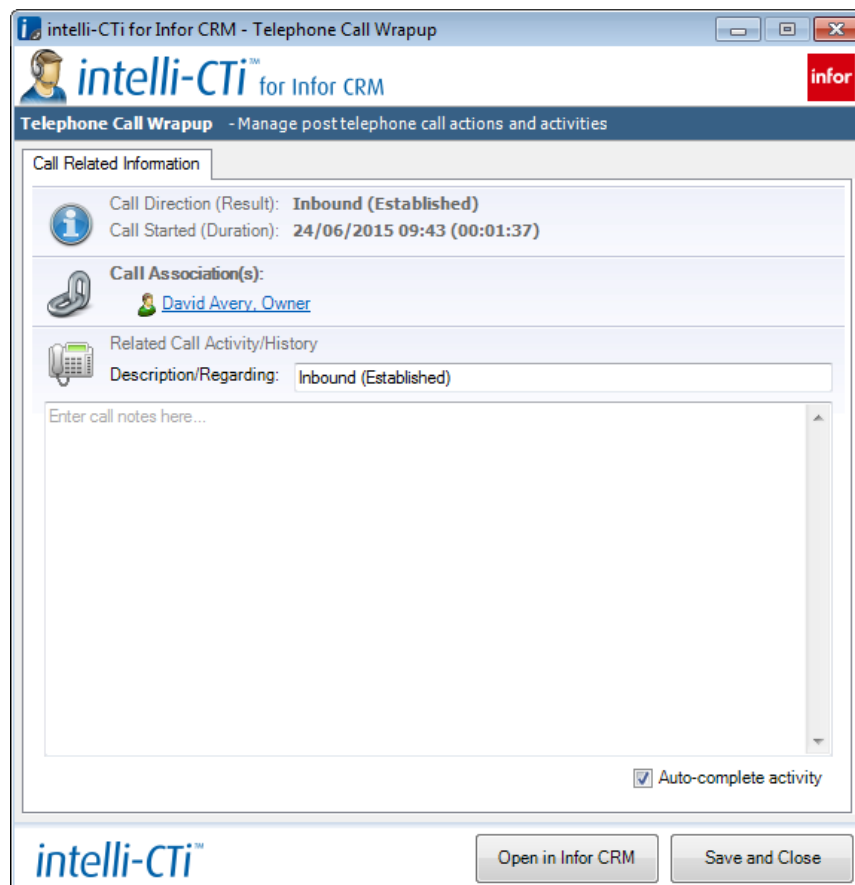 intelli-CTi for Infor CRM - Telephone Call Wrapup
intelli-CTi™ for Infor CRM
infor
Telephone Call Wrapup - Manage post telephone call actions and activities
Call Related Information
Call Direction (Result): Inbound (Established)
Call Started (Duration): 24/06/2015 09:43 (00:01:37)
Call Association(s):
David Avery, Owner
Related Call Activity/History
Description/Regarding: Inbound (Established)
Enter call notes here...
Auto-complete activity
intelli-CTi™
Open in Infor CRM
Save and Close